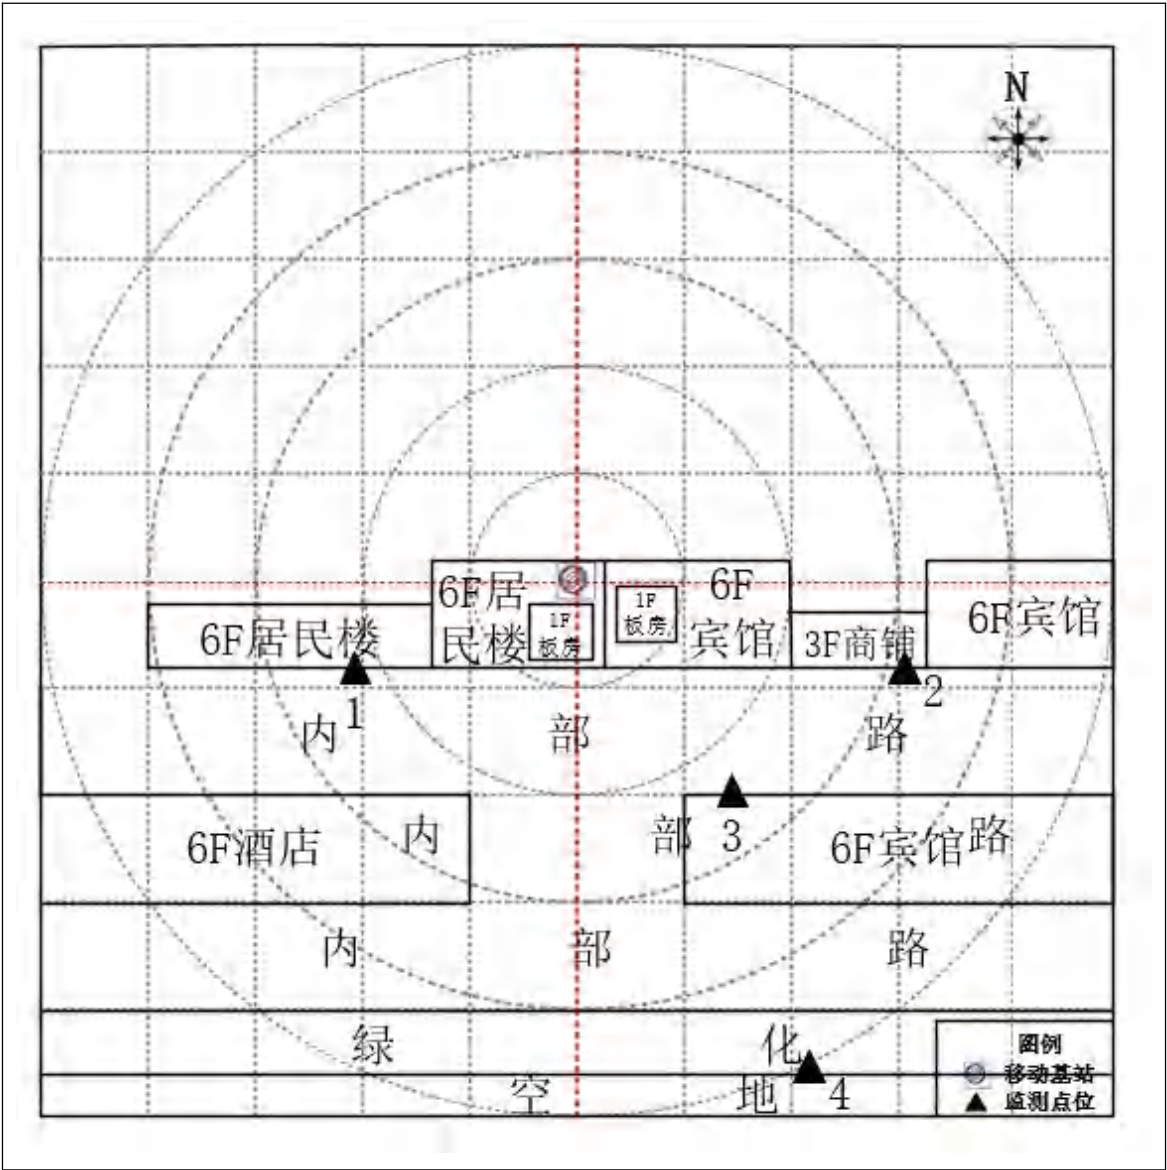 N
6F居
民楼
1F
板房
1F
板房
6F
宾馆
6F居民楼
3F商铺
6F宾馆
1
2
内 部 路
3
6F酒店
内 部 路
6F宾馆
内 部 路
绿 化
空 地
4
图例
移动基站
监测点位